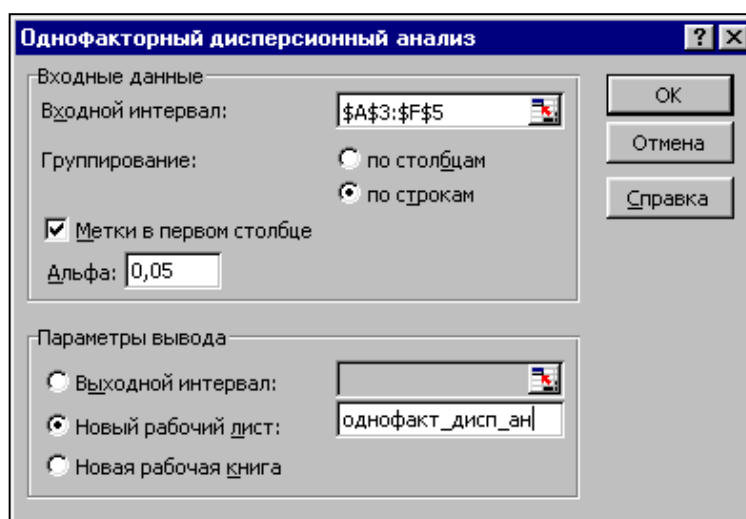 Однофакторный дисперсионный анализ
Входные данные
Входной интервал: $A$3:$F$5
OK
Группирование: по столбцам
Отмена
по строкам
Справка
Метки в первом столбце
Альфа: 0,05
Параметры вывода
Выходной интервал:
Новый рабочий лист: однофакт_дисп_ан
Новая рабочая книга